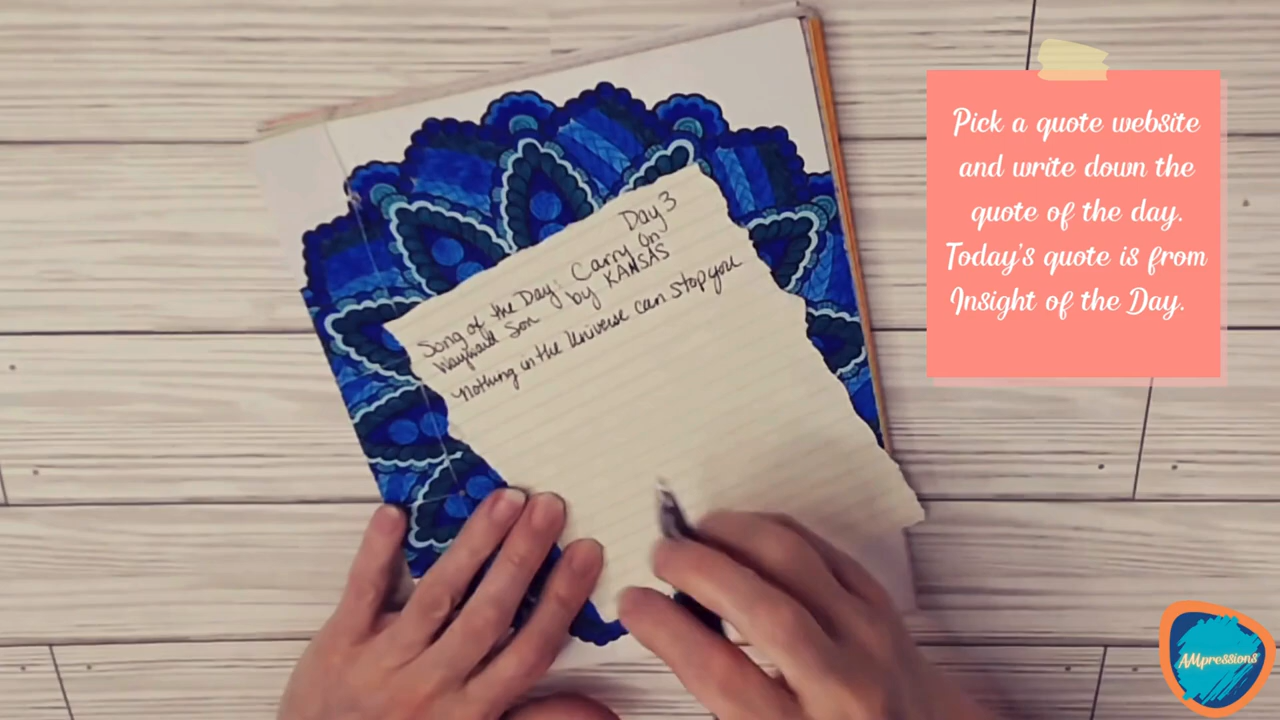 Day 3
Song of the Day: Carry On
Wayward Son by KANSAS
Nothing in the Universe can stop you
Pick a quote website
and write down the
quote of the day.
Today's quote is from
Insight of the Day.
AMpressions